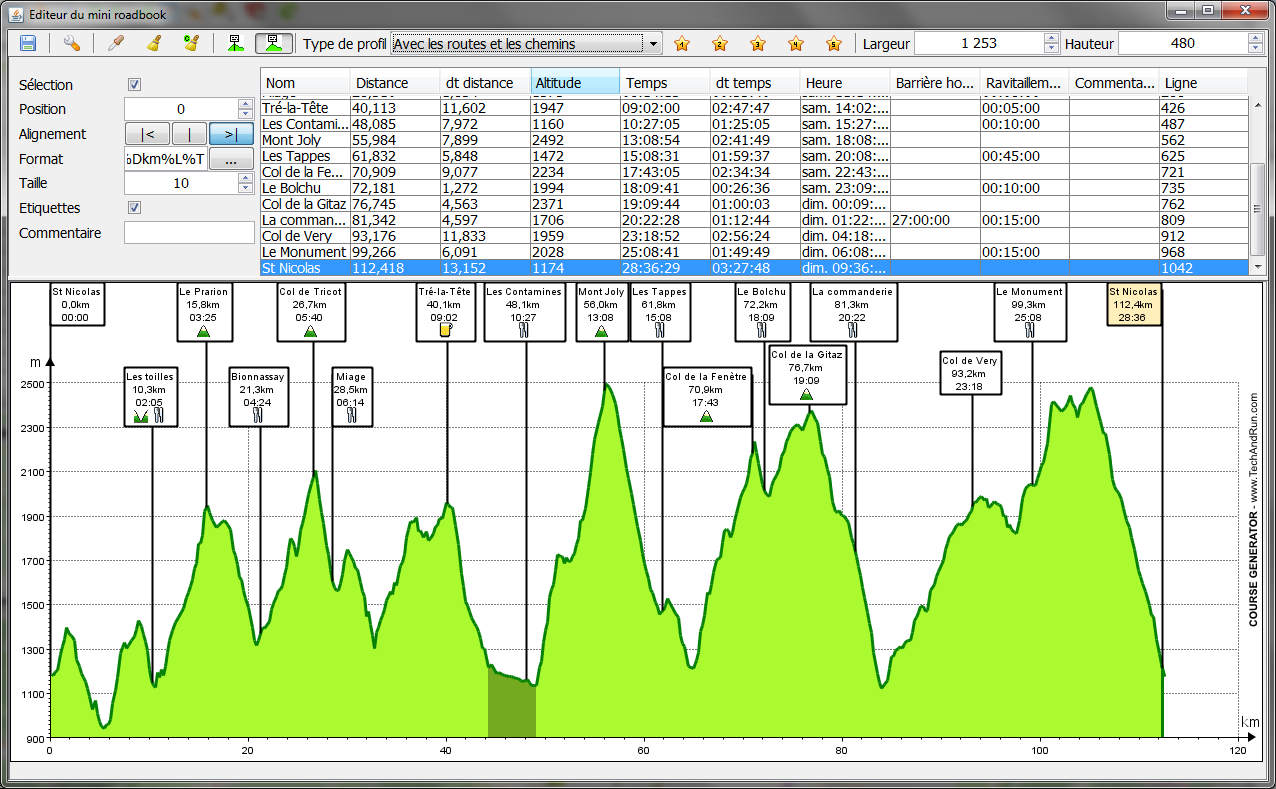 Editeur du mini roadbook
Type de profil Avec les routes et les chemins 1 2 3 4 5 Largeur 1 253 Hauteur 480
Sélection
Position 0
Alignement |< | >|
Format %Dkm%L%T ...
Taille 10
Etiquettes
Commentaire
Nom Distance dt distance Altitude Temps dt temps Heure Barrière ho... Ravitaillem... Commenta... Ligne
Tré-la-Tête 40,113 11,602 1947 09:02:00 02:47:47 sam. 14:02:... 00:05:00 426
Les Contami... 48,085 7,972 1160 10:27:05 01:25:05 sam. 15:27:... 00:10:00 487
Mont Joly 55,984 7,899 2492 13:08:54 02:41:49 sam. 18:08:... 562
Les Tappes 61,832 5,848 1472 15:08:31 01:59:37 sam. 20:08:... 00:45:00 625
Col de la Fe... 70,909 9,077 2234 17:43:05 02:34:34 sam. 22:43:... 721
Le Bolchu 72,181 1,272 1994 18:09:41 00:26:36 sam. 23:09:... 00:10:00 735
Col de la Gitaz 76,745 4,563 2371 19:09:44 01:00:03 dim. 00:09:... 762
La comman... 81,342 4,597 1706 20:22:28 01:12:44 dim. 01:22:... 27:00:00 00:15:00 809
Col de Very 93,176 11,833 1959 23:18:52 02:56:24 dim. 04:18:... 912
Le Monument 99,266 6,091 2028 25:08:41 01:49:49 dim. 06:08:... 00:15:00 968
St Nicolas 112,418 13,152 1174 28:36:29 03:27:48 dim. 09:36:... 1042
St Nicolas
0,0km
00:00
Le Prarion
15,8km
03:25
Col de Tricot
26,7km
05:40
Tré-la-Tête
40,1km
09:02
Les Contamines
48,1km
10:27
Mont Joly
56,0km
13:08
Les Tappes
61,8km
15:08
Le Bolchu
72,2km
18:09
La commanderie
81,3km
20:22
Le Monument
99,3km
25:08
St Nicolas
112,4km
28:36
Les toilles
10,3km
02:05
Bionnassay
21,3km
04:24
Miage
28,5km
06:14
Col de la Fenêtre
70,9km
17:43
Col de la Gitaz
76,7km
19:09
Col de Very
93,2km
23:18
m
2500
2300
2100
1900
1700
1500
1300
1100
900
0 20 40 60 80 100 120
km
COURSE GENERATOR - www.TechAndRun.com